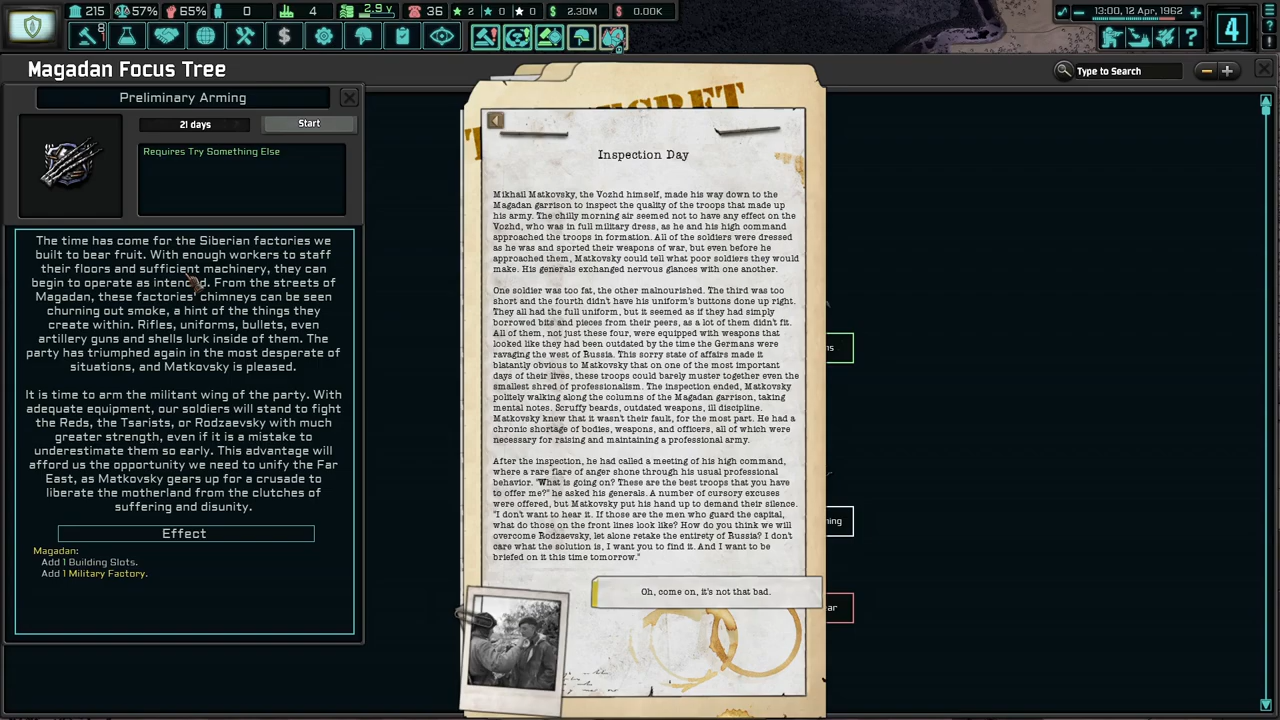 215
57%
65%
0
4
2.9 v
36
2
0
0
$ 2.30M
$ 0.00K
13:00, 12 Apr, 1962
4
8
Magadan Focus Tree
Type to Search
Preliminary Arming
21 days
Start
Requires Try Something Else
The time has come for the Siberian factories we
built to bear fruit. With enough workers to staff
their floors and sufficient machinery, they can
begin to operate as intended. From the streets of
Magadan, these factories' chimneys can be seen
churning out smoke, a hint of the things they
create within. Rifles, uniforms, bullets, even
artillery guns and shells lurk inside of them. The
party has triumphed again in the most desperate of
situations, and Matkovsky is pleased.
It is time to arm the militant wing of the party. With
adequate equipment, our soldiers will stand to fight
the Reds, the Tsarists, or Rodzaevsky with much
greater strength, even if it is a mistake to
underestimate them so early. This advantage will
afford us the opportunity we need to unify the Far
East, as Matkovsky gears up for a crusade to
liberate the motherland from the clutches of
suffering and disunity.
Effect
Magadan:
Add 1 Building Slots.
Add 1 Military Factory.
Inspection Day
Mikhail Matkovsky, the Vozhd himself, made his way down to the
Magadan garrison to inspect the quality of the troops that made up
his army. The chilly morning air seemed not to have any effect on the
Vozhd, who was in full military dress, as he and his high command
approached the troops in formation. All of the soldiers were dressed
as he was and sported their weapons of war, but even before he
approached them, Matkovsky could tell what poor soldiers they would
make. His generals exchanged nervous glances with one another.
One soldier was too fat, the other malnourished. The third was too
short and the fourth didn't have his uniform's buttons done up right.
They all had the full uniform, but it seemed as if they had simply
borrowed bits and pieces from their peers, as a lot of them didn't fit.
All of them, not just these four, were equipped with weapons that
looked like they had been outdated by the time the Germans were
ravaging the west of Russia. This sorry state of affairs made it
blatantly obvious to Matkovsky that on one of the most important
days of their lives, these troops could barely muster together even the
smallest shred of professionalism. The inspection ended, Matkovsky
politely walking along the columns of the Magadan garrison, taking
mental notes. Scruffy beards, outdated weapons, ill discipline.
Matkovsky knew that it wasn't their fault, for the most part. He had a
chronic shortage of bodies, weapons, and officers, all of which were
necessary for raising and maintaining a professional army.
After the inspection, he had called a meeting of his high command,
where a rare flare of anger shone through his usual professional
behavior. "What is going on? These are the best troops that you have
to offer me?" he asked his generals. A number of cursory excuses
were offered, but Matkovsky put his hand up to demand their silence.
"I don't want to hear it. If those are the men who guard the capital,
what do those on the front lines look like? How do you think we will
overcome Rodzaevsky, let alone retake the entirety of Russia? I don't
care what the solution is, I want you to find it. And I want to be
briefed on it this time tomorrow."
Oh, come on, it's not that bad.